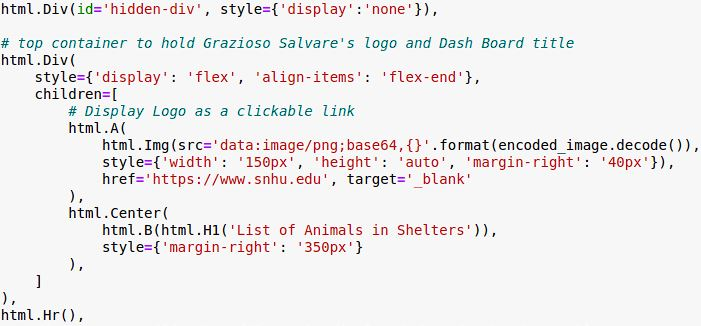 html.Div(id='hidden-div', style={'display':'none'}),
# top container to hold Grazioso Salvare's logo and Dash Board title
html.Div(
    style={'display': 'flex', 'align-items': 'flex-end'},
    children=[
        # Display Logo as a clickable link
        html.A(
            html.Img(src='data:image/png;base64,{}'.format(encoded_image.decode()),
            style={'width': '150px', 'height': 'auto', 'margin-right': '40px'}),
            href='https://www.snhu.edu', target='_blank'
        ),
        html.Center(
            html.B(html.H1('List of Animals in Shelters')),
            style={'margin-right': '350px'}
        ),
    ]
),
html.Hr(),